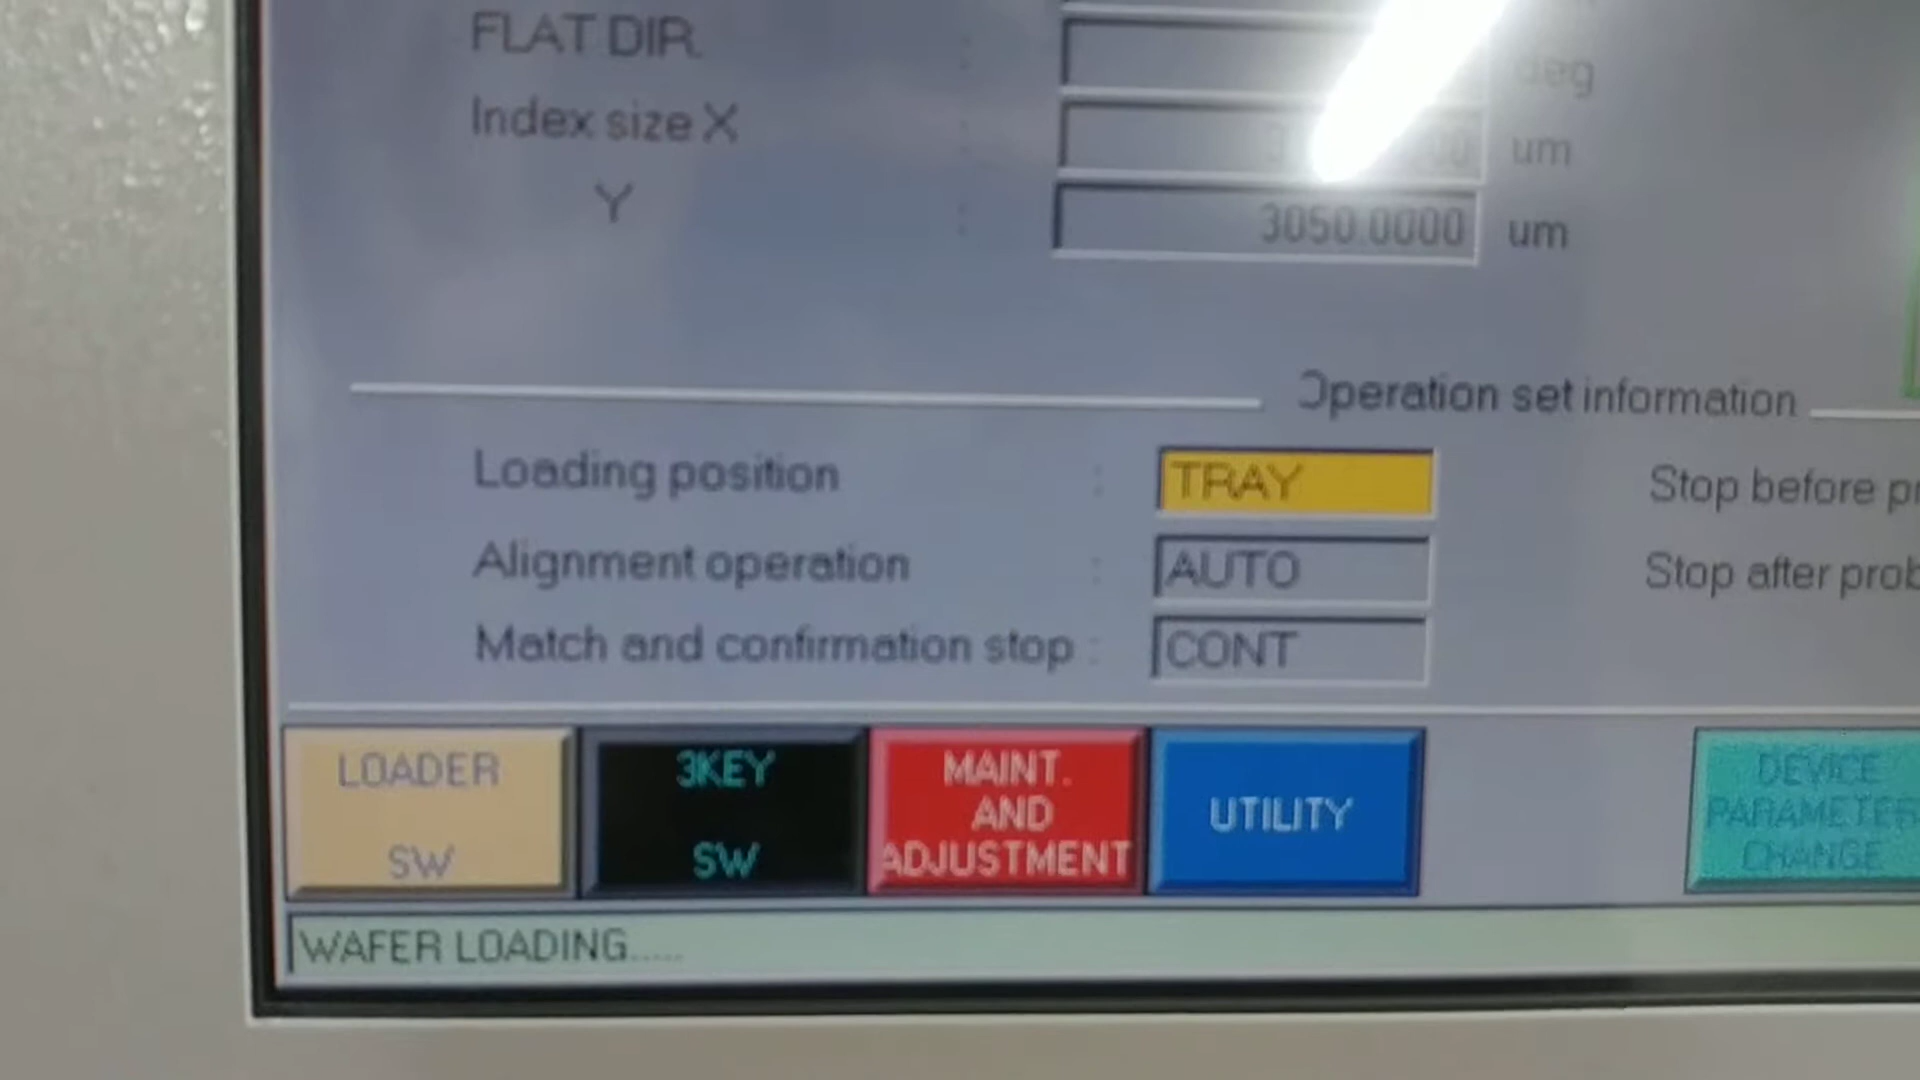 FLAT DIR. :
deg
Index size X : um
Y : 3050.0000 um
Operation set information
Loading position : TRAY
Stop before
Alignment operation : AUTO
Stop after
Match and confirmation stop : CONT
LOADER
SW
3KEY
SW
MAINT.
AND
ADJUSTMENT
UTILITY
DEVICE
PARAMETER
CHANGE
WAFER LOADING.....